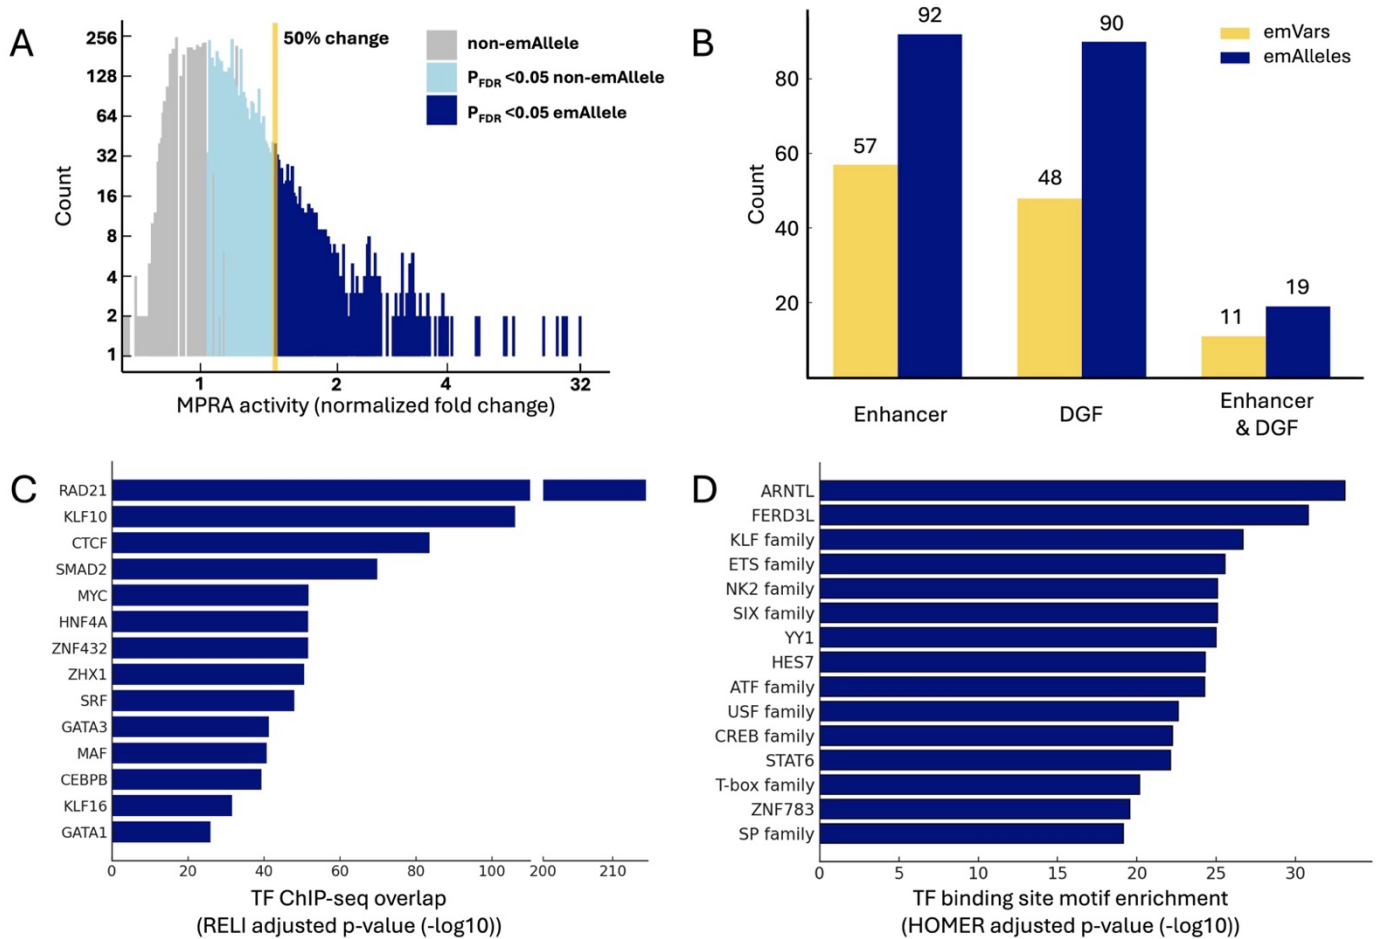 A
256
128
64
32
16
8
4
2
1
Count
50% change
non-emAllele
PFDR <0.05 non-emAllele
PFDR <0.05 emAllele
1
2
4
32
MPRA activity (normalized fold change)
B
80
60
40
20
Count
57
92
48
90
11
19
emVars
emAlleles
Enhancer
DGF
Enhancer
& DGF
C
RAD21
KLF10
CTCF
SMAD2
MYC
HNF4A
ZNF432
ZHX1
SRF
GATA3
MAF
CEBPB
KLF16
GATA1
0
20
40
60
80
100
200
210
TF ChIP-seq overlap
(RELI adjusted p-value (-log10))
D
ARNTL
FERD3L
KLF family
ETS family
NK2 family
SIX family
YY1
HES7
ATF family
USF family
CREB family
STAT6
T-box family
ZNF783
SP family
0
5
10
15
20
25
30
TF binding site motif enrichment
(HOMER adjusted p-value (-log10))